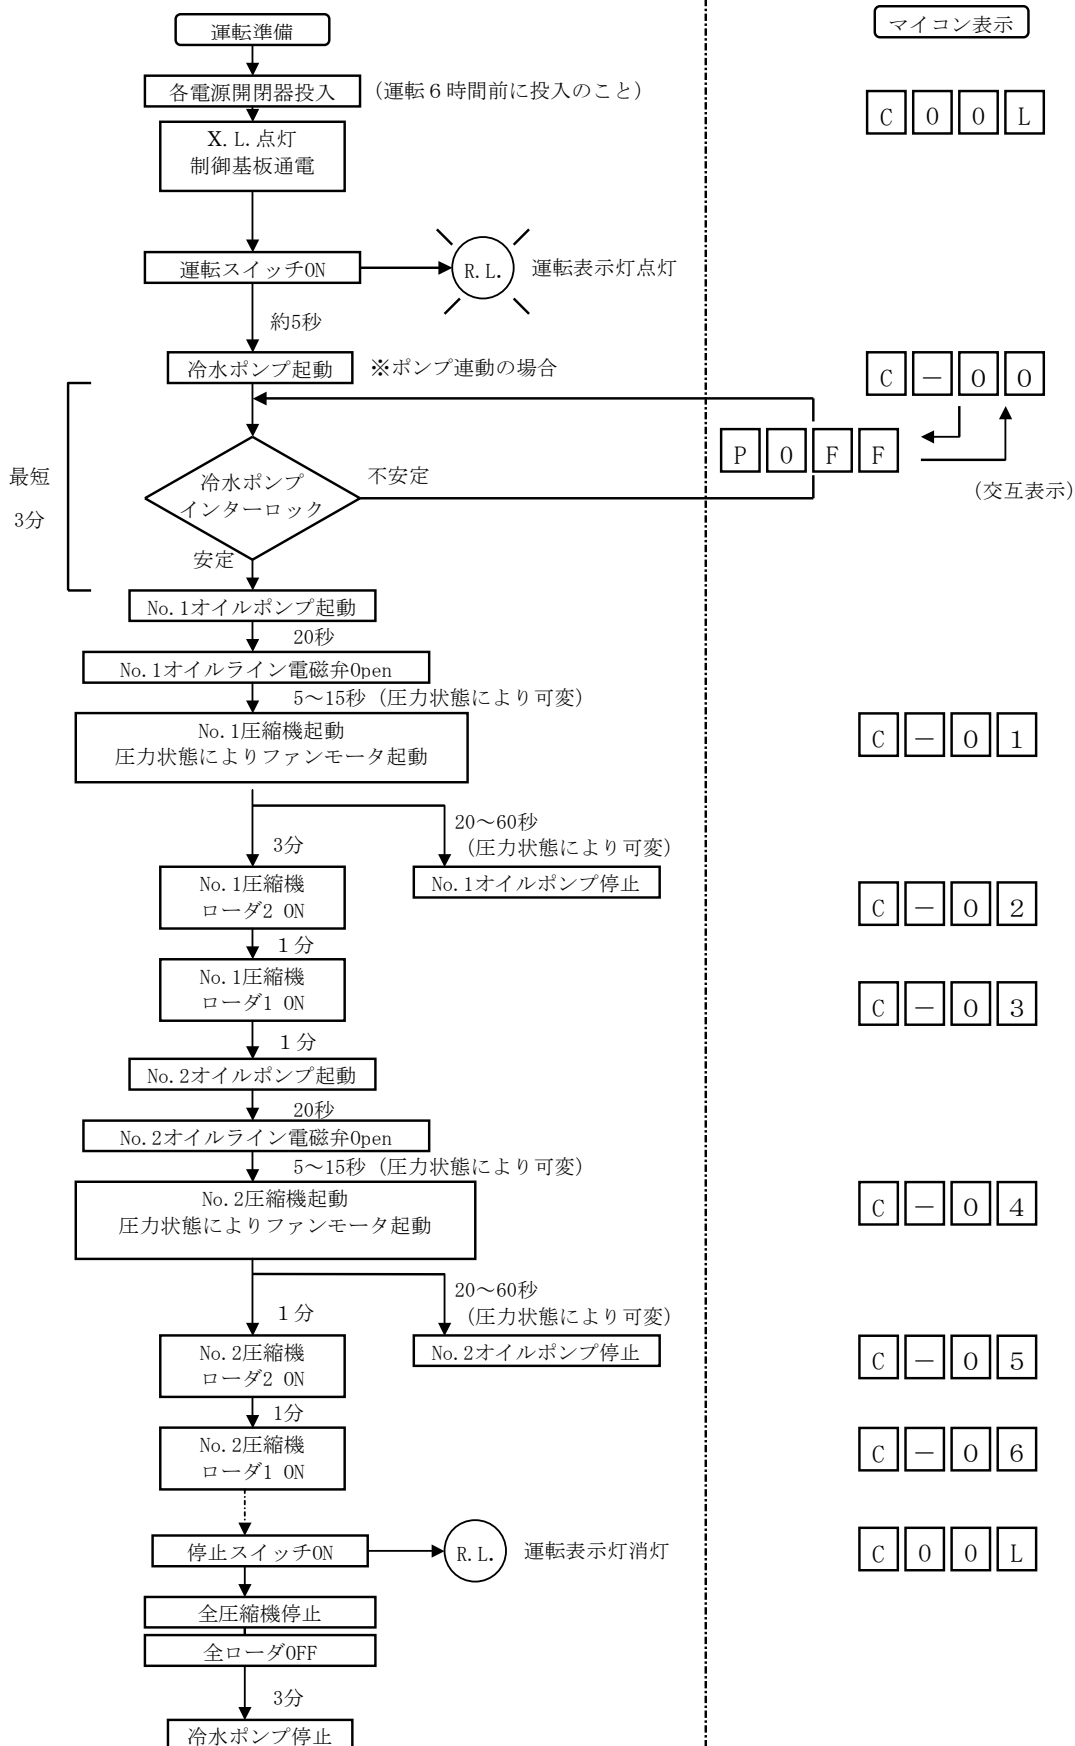 運転準備
マイコン表示
各電源開閉器投入
(運転6時間前に投入のこと)
C O O L
X.L.点灯
制御基板通電
運転スイッチON
R.L.
運転表示灯点灯
約5秒
冷水ポンプ起動
※ポンプ連動の場合
C － O O
P O F F
(交互表示)
最短
3分
冷水ポンプ
インターロック
不安定
安定
No.1オイルポンプ起動
20秒
No.1オイルライン電磁弁Open
5～15秒 (圧力状態により可変)
No.1圧縮機起動
圧力状態によりファンモータ起動
C － O 1
20～60秒
(圧力状態により可変)
3分
No.1オイルポンプ停止
No.1圧縮機
ローダ2 ON
C － O 2
1分
No.1圧縮機
ローダ1 ON
C － O 3
1分
No.2オイルポンプ起動
20秒
No.2オイルライン電磁弁Open
5～15秒 (圧力状態により可変)
No.2圧縮機起動
圧力状態によりファンモータ起動
C － O 4
20～60秒
(圧力状態により可変)
1分
No.2オイルポンプ停止
No.2圧縮機
ローダ2 ON
C － O 5
1分
No.2圧縮機
ローダ1 ON
C － O 6
停止スイッチON
R.L.
運転表示灯消灯
C O O L
全圧縮機停止
全ローダOFF
3分
冷水ポンプ停止